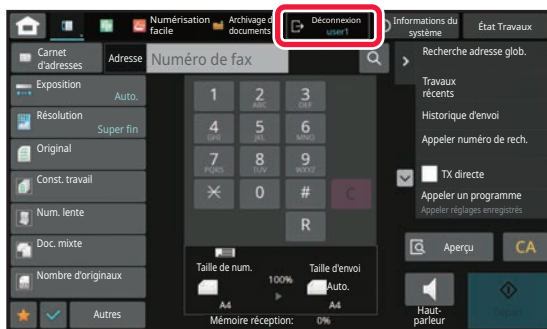 Numérisation facile
Archivage d documents
Déconnexion
user1
Informations du système
État Travaux
Carnet d'adresses
Adresse
Numéro de fax
Recherche adresse glob.
Exposition
Auto.
Travaux récents
Résolution
Super fin
Historique d'envoi
Original
Appeler numéro de rech.
Const. travail
TX directe
Num. lente
Appeler un programme
Appeler réglages enregistrés
Doc. mixte
Aperçu
CA
Nombre d'originaux
Autres
1
2 ABC
3 DEF
4 GHI
5 JKL
6 MNO
7 PQRS
8 TUV
9 WXYZ
0
#
C
R
Taille de num.
100%
Taille d'envoi
Auto.
A4
A4
Mémoire réception: 0%
Haut-parleur
Départ